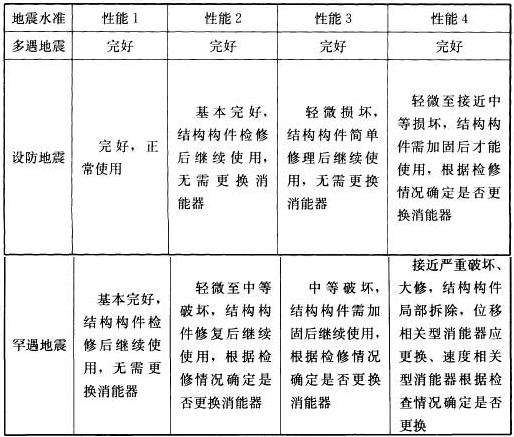 地震水准 性能1 性能2 性能3 性能4
多遇地震 完好 完好 完好 完好
设防地震
完好，正
常使用
基本完好，
结构构件检修
后继续使用，
无需更换消
能器
轻微损坏，
结构构件简单
修理后继续使
用，无需更换
消能器
轻微至接近中
等损坏，结构构
件需加固后才能
使用，根据检修
情况确定是否更
换消能器
罕遇地震
基本完好，
结构构件检
修后继续使
用，无需更
换消能器
轻微至中等
破坏，结构构
件修复后继续
使用，根据检
修情况确定是
否更换消能器
中等破坏，
结构构件需加
固后继续使用，
根据检修情况
确定是否更换
消能器
接近严重破坏、
大修，结构构件
局部拆除，位移
相关型消能器应
更换、速度相关
型消能器根据检
查情况确定是否
更换